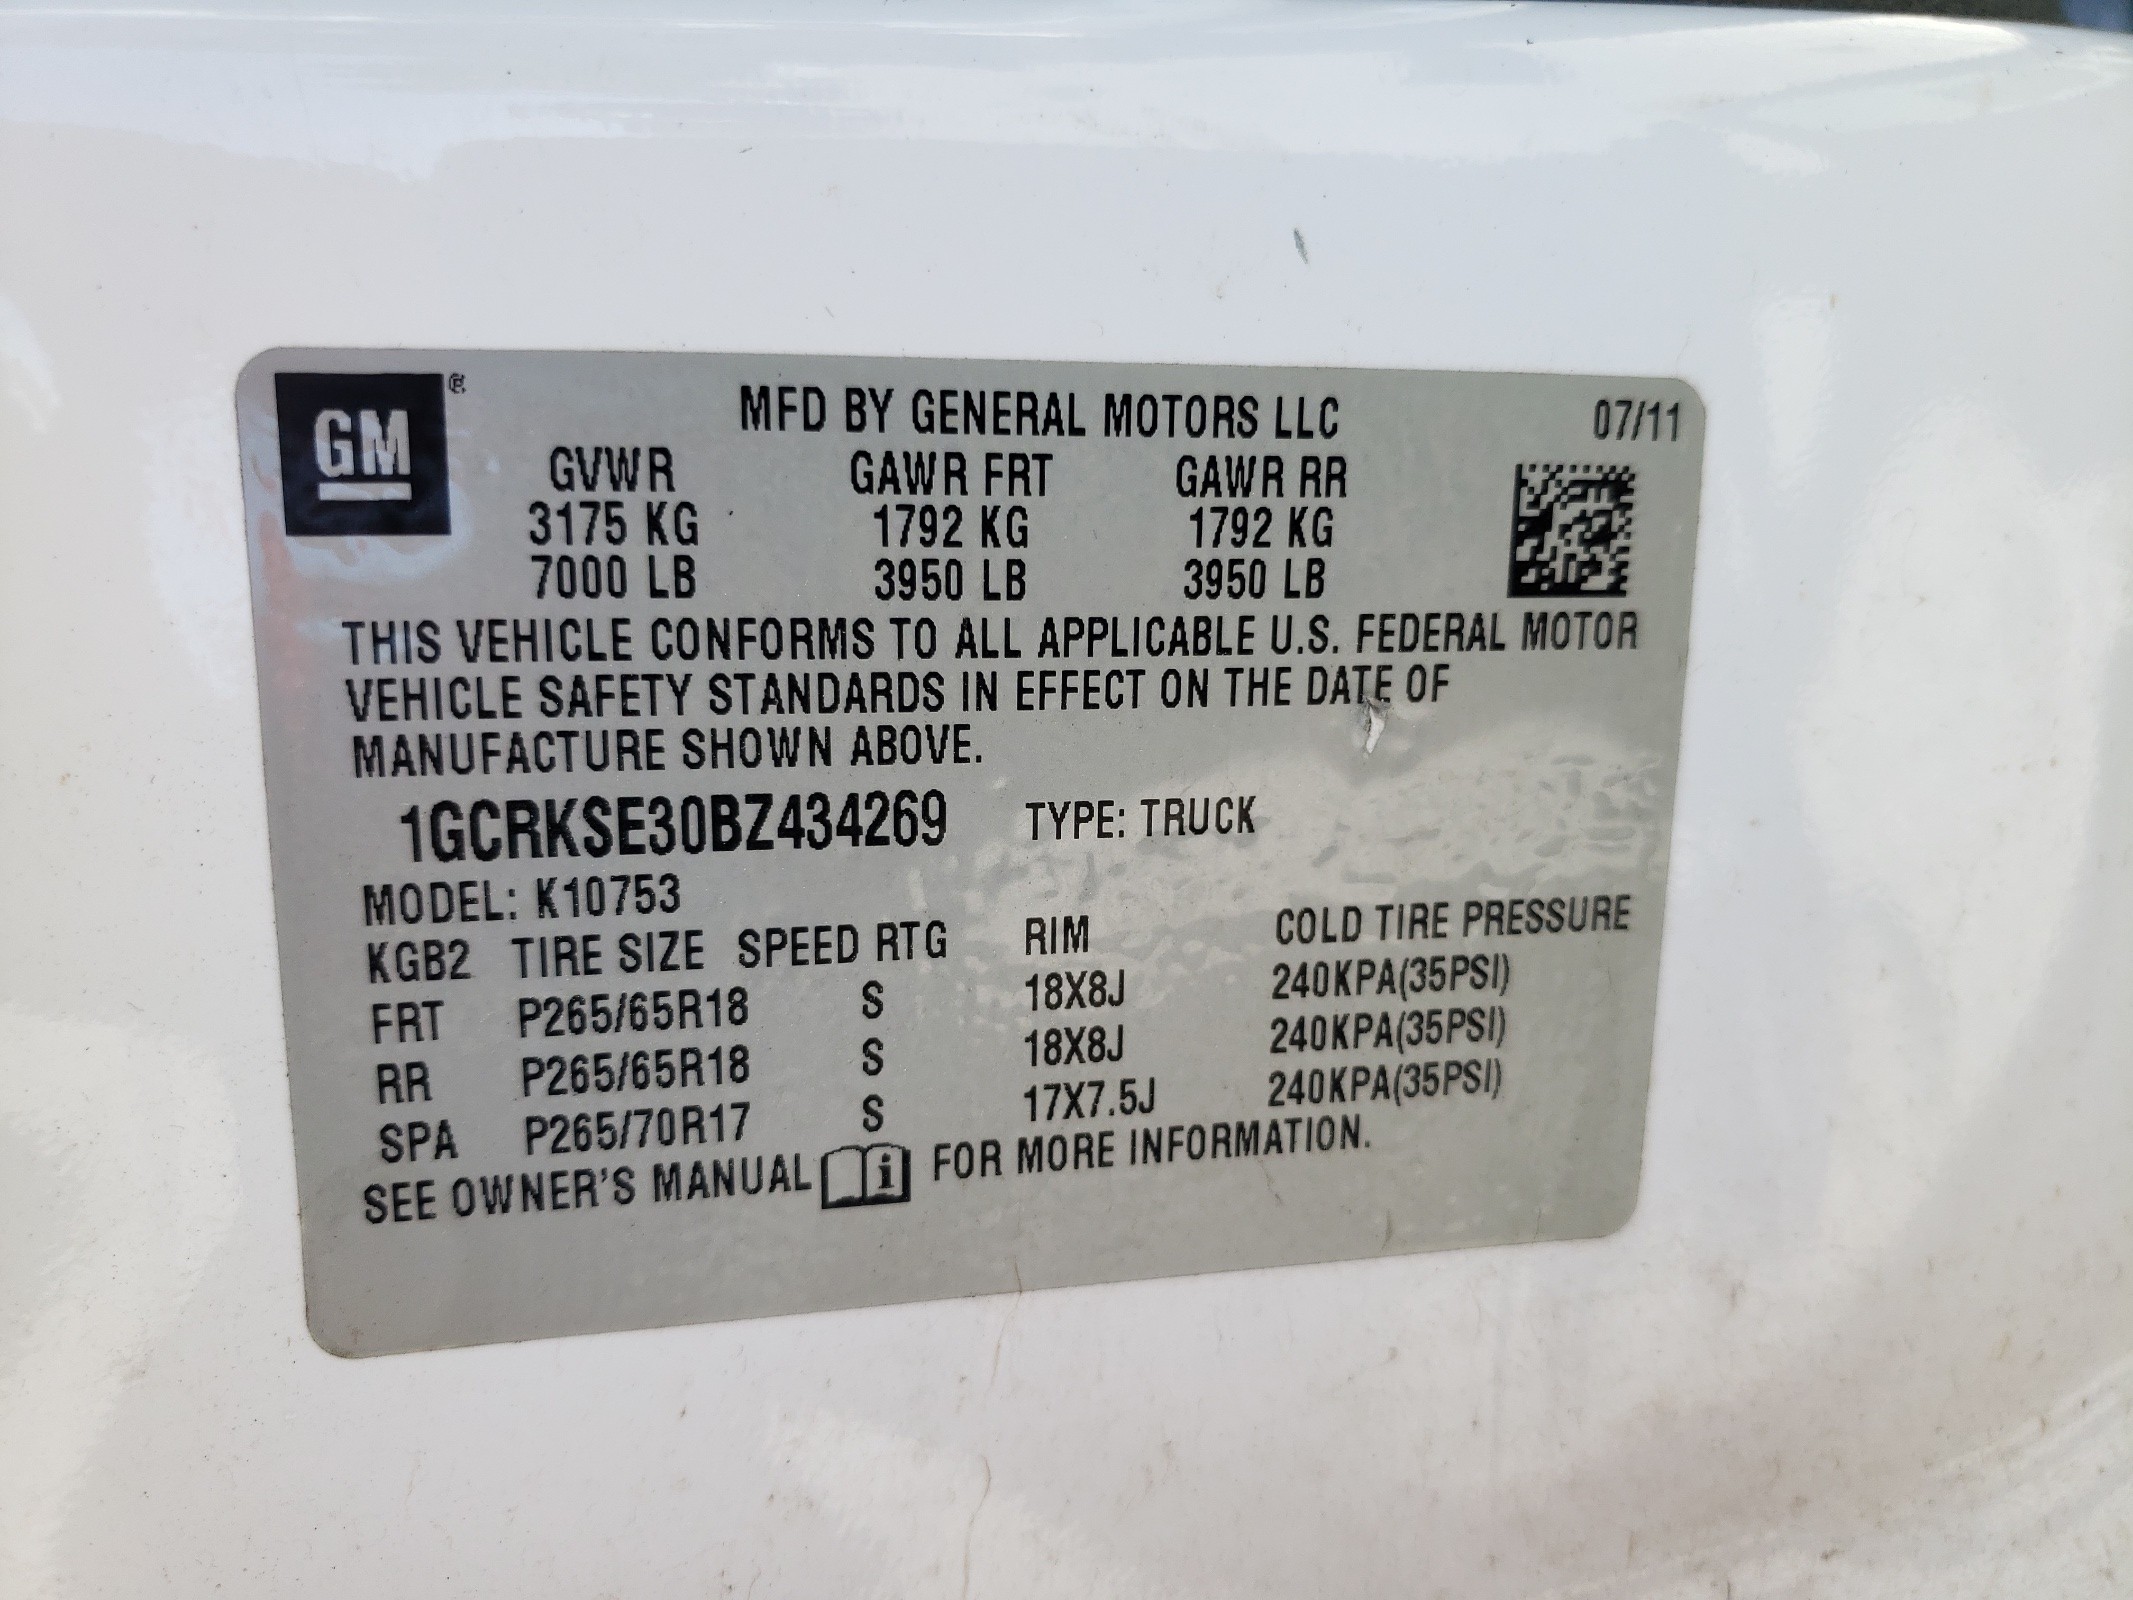 GM ®
MFD BY GENERAL MOTORS LLC 07/11
GVWR GAWR FRT GAWR RR
3175 KG 1792 KG 1792 KG
7000 LB 3950 LB 3950 LB
THIS VEHICLE CONFORMS TO ALL APPLICABLE U.S. FEDERAL MOTOR
VEHICLE SAFETY STANDARDS IN EFFECT ON THE DATE OF
MANUFACTURE SHOWN ABOVE.
1GCRKSE30BZ434269 TYPE: TRUCK
MODEL: K10753
KGB2 TIRE SIZE SPEED RTG RIM COLD TIRE PRESSURE
FRT P265/65R18 S 18X8J 240KPA(35PSI)
RR P265/65R18 S 18X8J 240KPA(35PSI)
SPA P265/70R17 S 17X7.5J 240KPA(35PSI)
SEE OWNER'S MANUAL i FOR MORE INFORMATION.